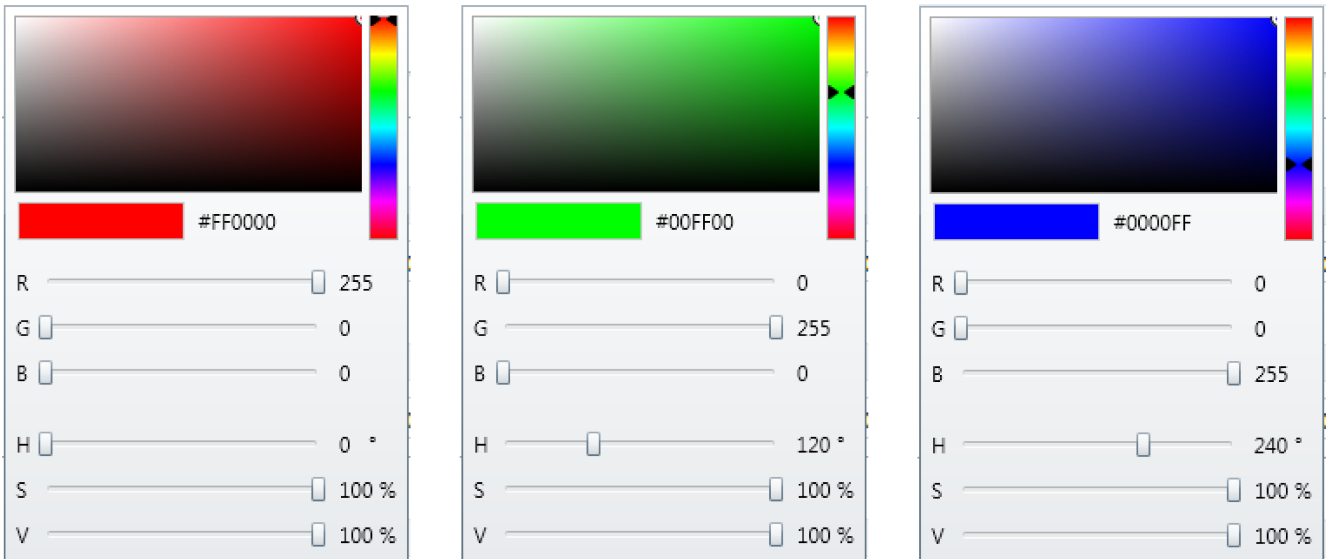 #FF0000
R 255
G 0
B 0
H 0 °
S 100 %
V 100 %
#00FF00
R 0
G 255
B 0
H 120 °
S 100 %
V 100 %
#0000FF
R 0
G 0
B 255
H 240 °
S 100 %
V 100 %